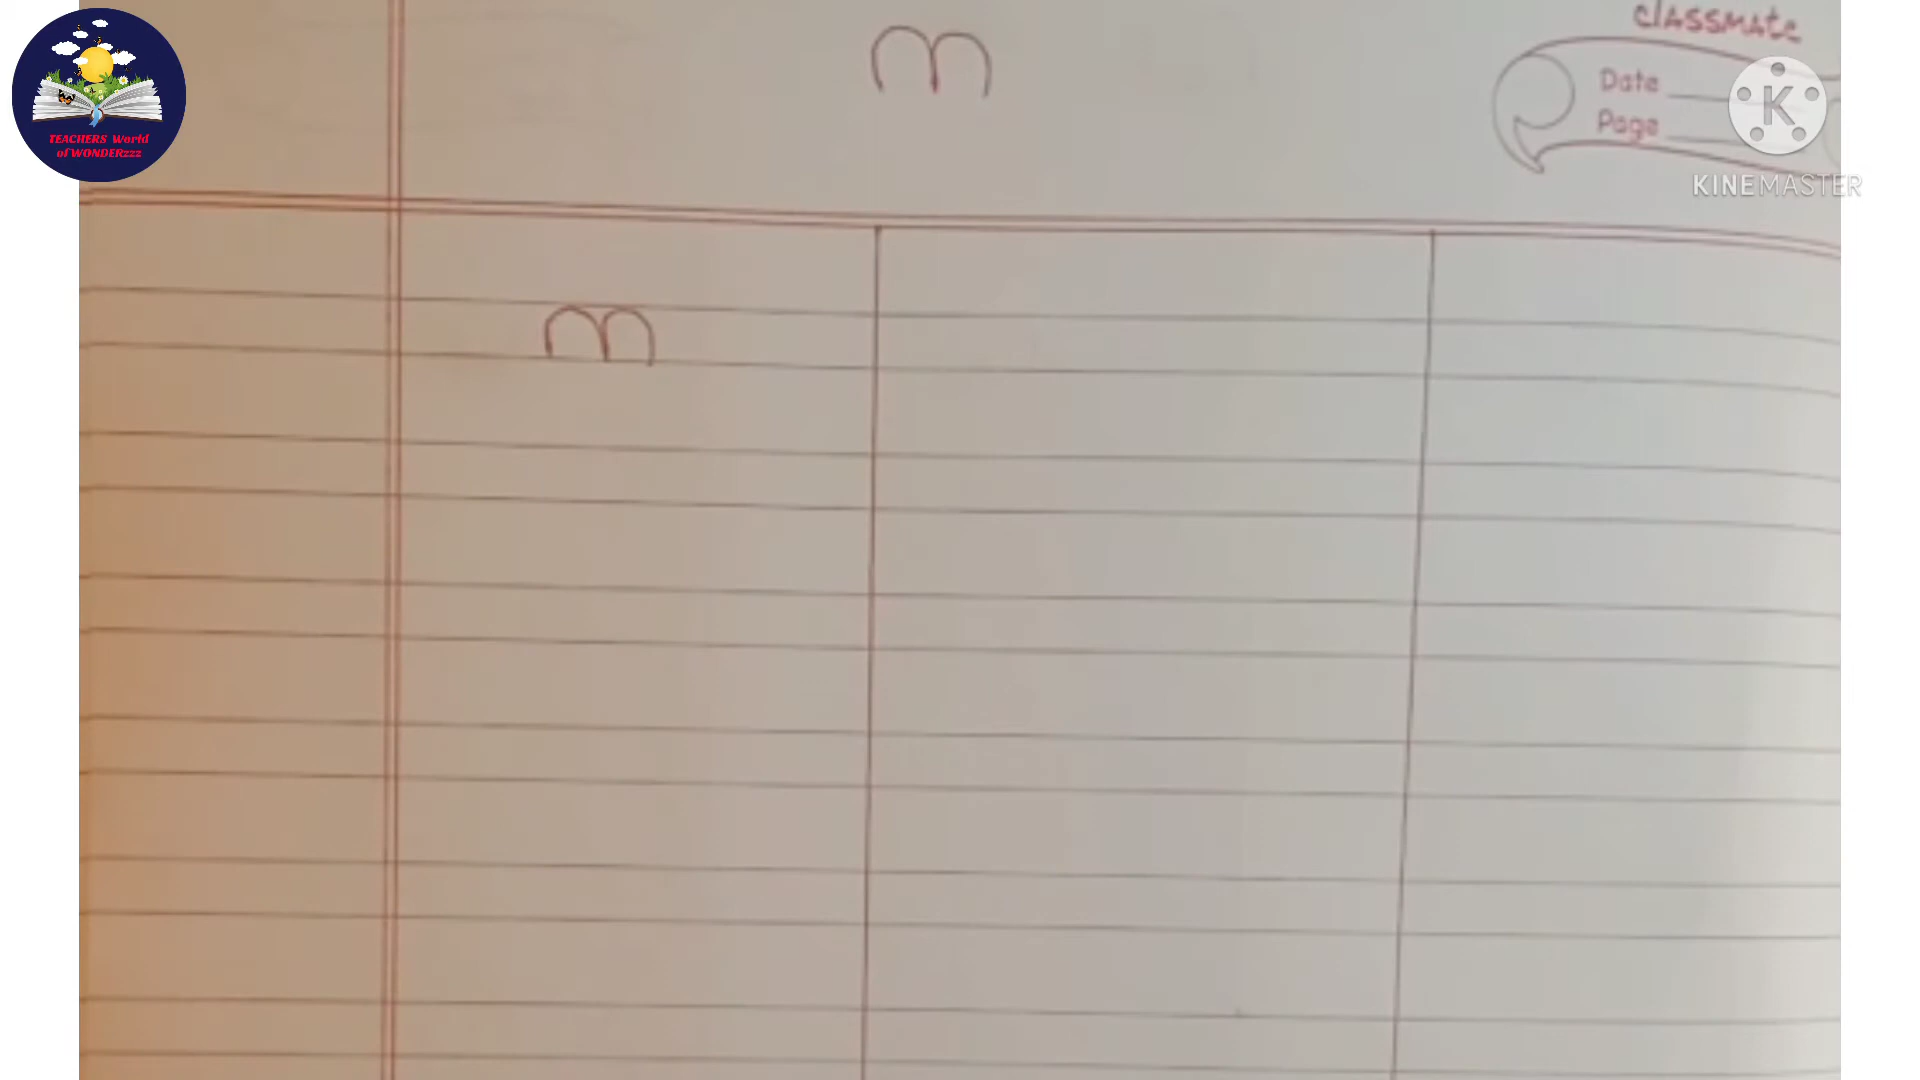 m
classmate
Date
Page
m
TEACHERS World
of WONDERzzz
K
KINEMASTER